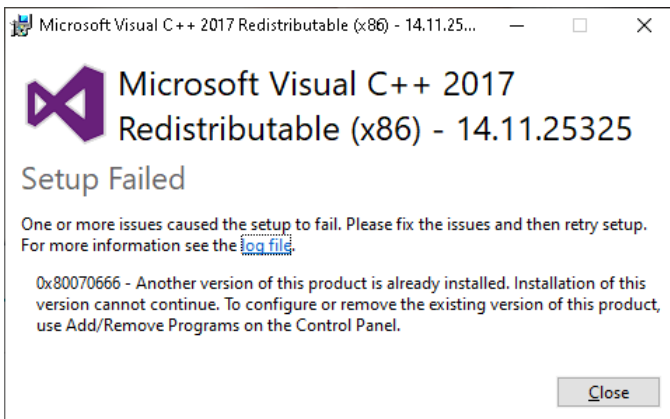 Microsoft Visual C++ 2017 Redistributable (x86) - 14.11.25...
Microsoft Visual C++ 2017
Redistributable (x86) - 14.11.25325
Setup Failed
One or more issues caused the setup to fail. Please fix the issues and then retry setup.
For more information see the log file.
0x80070666 - Another version of this product is already installed. Installation of this
version cannot continue. To configure or remove the existing version of this product,
use Add/Remove Programs on the Control Panel.
Close